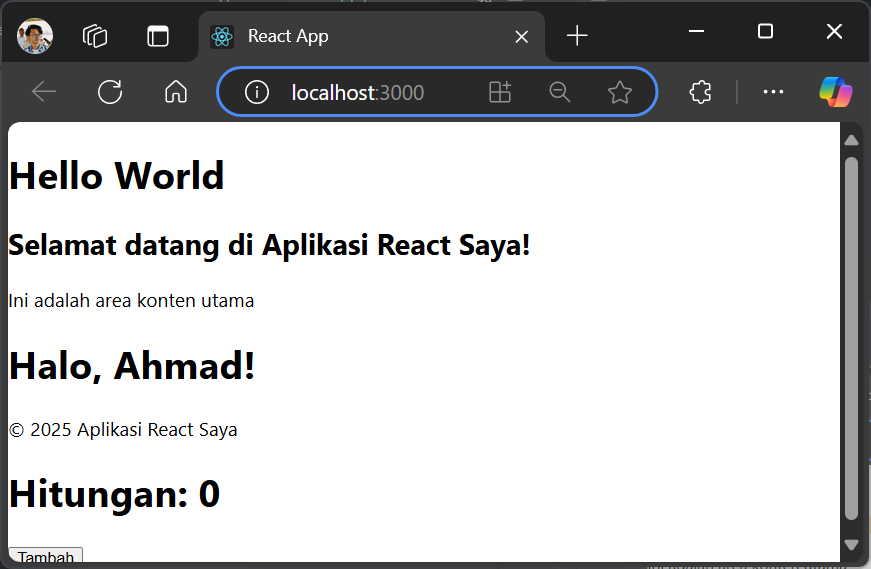 React App
localhost:3000
Hello World
Selamat datang di Aplikasi React Saya!
Ini adalah area konten utama
Halo, Ahmad!
© 2025 Aplikasi React Saya
Hitungan: 0
Tambah